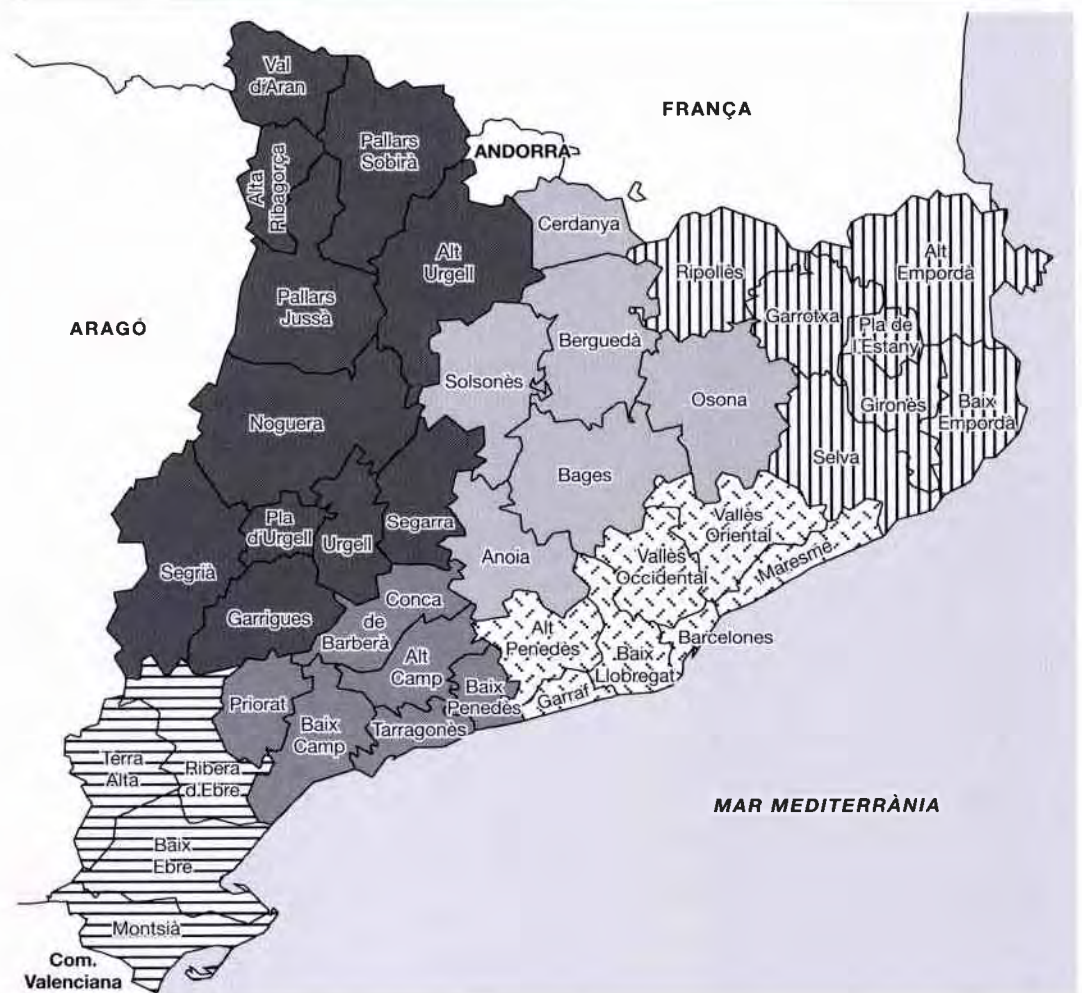 Val
d'Aran
FRANÇA
Pallars
Sobirà
ANDORRA
Alta
Ribagorça
Cerdanya
Alt
Urgell
Ripollès
Alt
Empordà
Pallars
Jussà
ARAGÓ
Garrotxa
Pla de
l'Estany
Berguedà
Solsonès
Osona
Noguera
Gironès
Baix
Empordà
Selva
Bages
Pla
d'Urgell
Urgell
Segarra
Vallès
Oriental
Anoia
Vallès
Occidental
Maresme
Segrià
Garrigues
Conca
de
Barberà
Alt
Penedès
Baix
Llobregat
Barcelones
Alt
Camp
Baix
Penedès
Garraf
Priorat
Baix
Camp
Tarragonès
Terra
Alta
Ribera
d'Ebre
MAR MEDITERRÀNIA
Baix
Ebre
Montsià
Com.
Valenciana